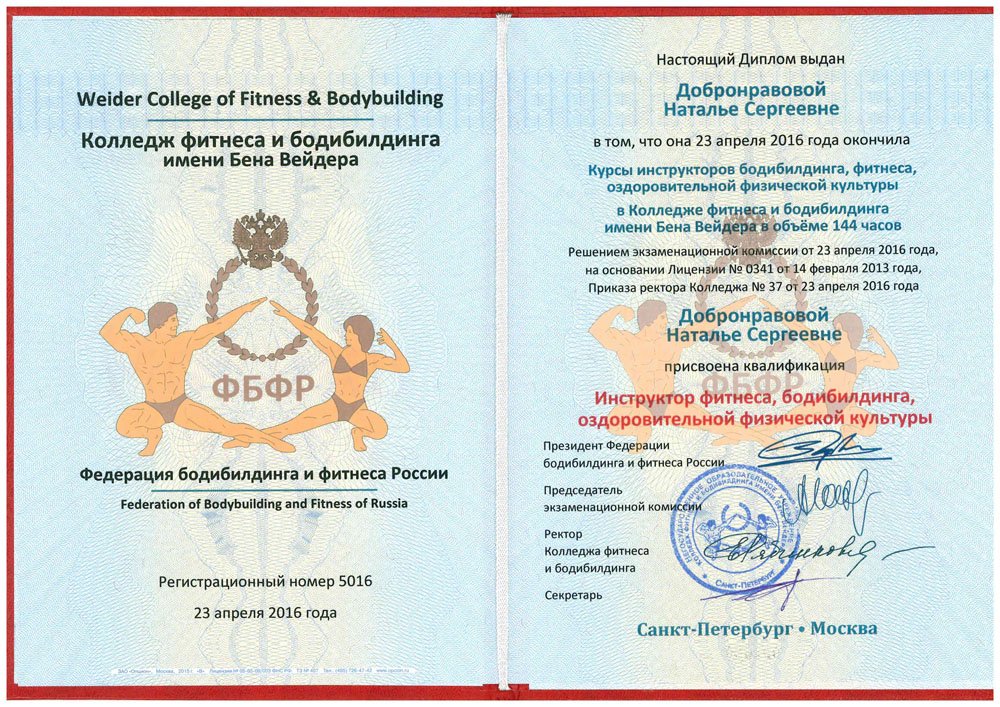 Weider College of Fitness & Bodybuilding
Колледж фитнеса и бодибилдинга
имени Бена Вейдера
ФБФР
Федерация бодибилдинга и фитнеса России
Federation of Bodybuilding and Fitness of Russia
Регистрационный номер 5016
23 апреля 2016 года
Настоящий Диплом выдан
Добронравовой
Наталье Сергеевне
в том, что она 23 апреля 2016 года окончила
Курсы инструкторов бодибилдинга, фитнеса,
оздоровительной физической культуры
в Колледже фитнеса и бодибилдинга
имени Бена Вейдера в объёме 144 часов
Решением экзаменационной комиссии от 23 апреля 2016 года,
на основании Лицензии № 0341 от 14 февраля 2013 года,
Приказа ректора Колледжа № 37 от 23 апреля 2016 года
Добронравовой
Наталье Сергеевне
присвоена квалификация
ФБФР
Инструктор фитнеса, бодибилдинга,
оздоровительной физической культуры
Президент Федерации
бодибилдинга и фитнеса России
Председатель
экзаменационной комиссии
Ректор
Колледжа фитнеса
и бодибилдинга
Секретарь
Санкт-Петербург
Санкт-Петербург • Москва